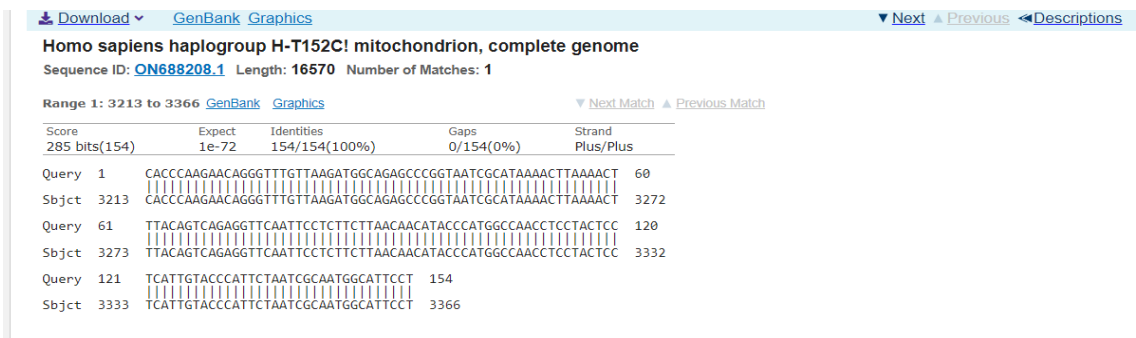 Download GenBank Graphics Next Previous Descriptions
Homo sapiens haplogroup H-T152C! mitochondrion, complete genome
Sequence ID: ON688208.1 Length: 16570 Number of Matches: 1
Range 1: 3213 to 3366 GenBank Graphics Next Match Previous Match
Score Expect Identities Gaps Strand
285 bits(154) 1e-72 154/154(100%) 0/154(0%) Plus/Plus
Query 1 CACCCAAGAACAGGGTTTGTTAAGATGGCAGAGCCCGGTAATCGCATAAAACTTAAAACT 60
Sbjct 3213 CACCCAAGAACAGGGTTTGTTAAGATGGCAGAGCCCGGTAATCGCATAAAACTTAAAACT 3272
Query 61 TTACAGTCAGAGGTTCAATTCCTCTTCTTAACAACATACCCATGGCCAACCTCCTACTCC 120
Sbjct 3273 TTACAGTCAGAGGTTCAATTCCTCTTCTTAACAACATACCCATGGCCAACCTCCTACTCC 3332
Query 121 TCATTGTACCCATTCTAATCGCAATGGCATTCCT 154
Sbjct 3333 TCATTGTACCCATTCTAATCGCAATGGCATTCCT 3366